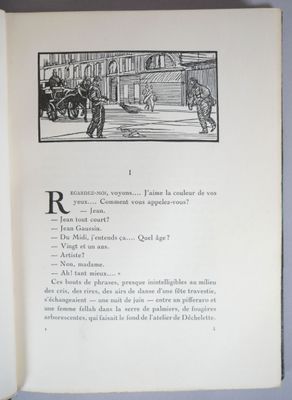 I
REGARDEZ-MOI, voyons.... J'aime la couleur de vos
yeux.... Comment vous appelez-vous?
— Jean.
— Jean tout court?
— Jean Gaussin.
— Du Midi, j'entends ça.... Quel âge?
— Vingt et un ans.
— Artiste?
— Non, madame.
— Ah! tant mieux.... »
Ces bouts de phrases, presque inintelligibles au milieu
des cris, des rires, des airs de danse d'une fête travestie,
s'échangeaient — une nuit de juin — entre un pifferaro et
une femme fellah dans la serre de palmiers, de fougères
arborescentes, qui faisait le fond de l'atelier de Déchelette.